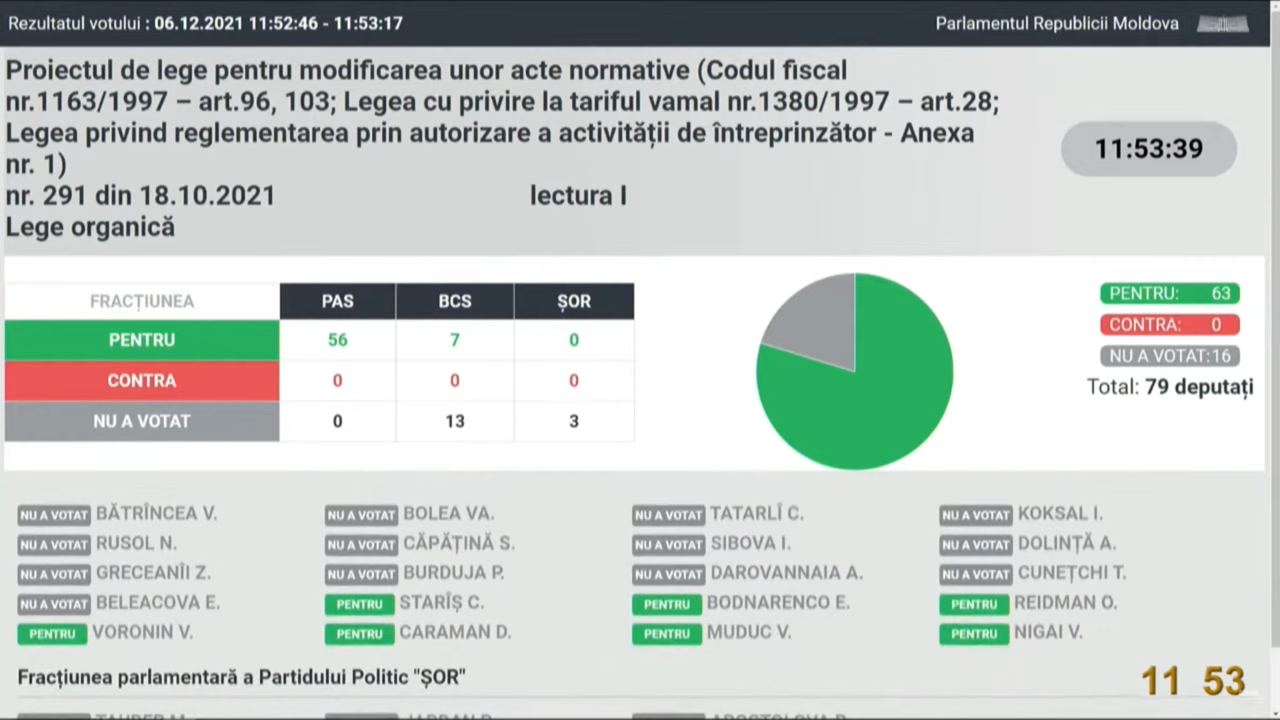 Rezultatul votului : 06.12.2021 11:52:46 - 11:53:17
Parlamentul Republicii Moldova
Proiectul de lege pentru modificarea unor acte normative (Codul fiscal
nr.1163/1997 – art.96, 103; Legea cu privire la tariful vamal nr.1380/1997 – art.28;
Legea privind reglementarea prin autorizare a activității de întreprinzător - Anexa
nr. 1)
11:53:39
nr. 291 din 18.10.2021 lectura I
Lege organică
FRACȚIUNEA PAS BCS ȘOR
PENTRU 56 7 0
CONTRA 0 0 0
NU A VOTAT 0 13 3
PENTRU: 63
CONTRA: 0
NU A VOTAT:16
Total: 79 deputați
NU A VOTAT BĂTRÎNCEA V. NU A VOTAT BOLEA VA. NU A VOTAT TATARLÎ C. NU A VOTAT KOKSAL I.
NU A VOTAT RUSOL N. NU A VOTAT CĂPĂȚINĂ S. NU A VOTAT SIBOVA I. NU A VOTAT DOLINȚĂ A.
NU A VOTAT GRECEANÎI Z. NU A VOTAT BURDUJA P. NU A VOTAT DAROVANNAIA A. NU A VOTAT CUNEȚCHI T.
NU A VOTAT BELEACOVA E. PENTRU STARÎȘ C. PENTRU BODNARENCO E. PENTRU REIDMAN O.
PENTRU VORONIN V. PENTRU CARAMAN D. PENTRU MUDUC V. PENTRU NIGAI V.
Fracțiunea parlamentară a Partidului Politic "ȘOR"
11 53